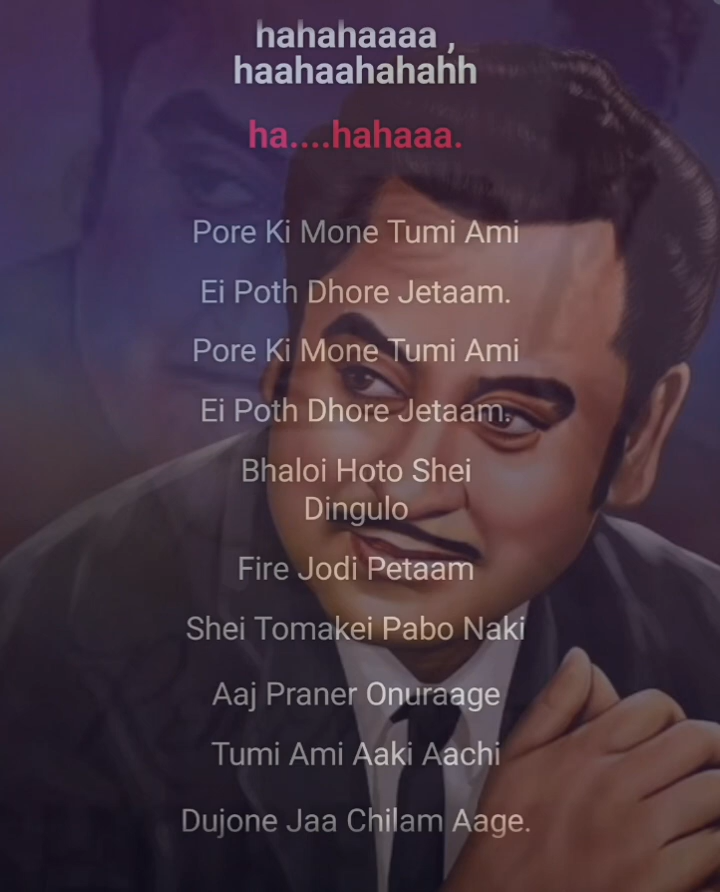 hahahaaaa ,
haahaahahahh
ha....hahaaa.
Pore Ki Mone Tumi Ami
Ei Poth Dhore Jetaam.
Pore Ki Mone Tumi Ami
Ei Poth Dhore Jetaam.
Bhaloi Hoto Shei
Dingulo
Fire Jodi Petaam
Shei Tomakei Pabo Naki
Aaj Praner Onuraage
Tumi Ami Aaki Aachi
Dujone Jaa Chilam Aage.